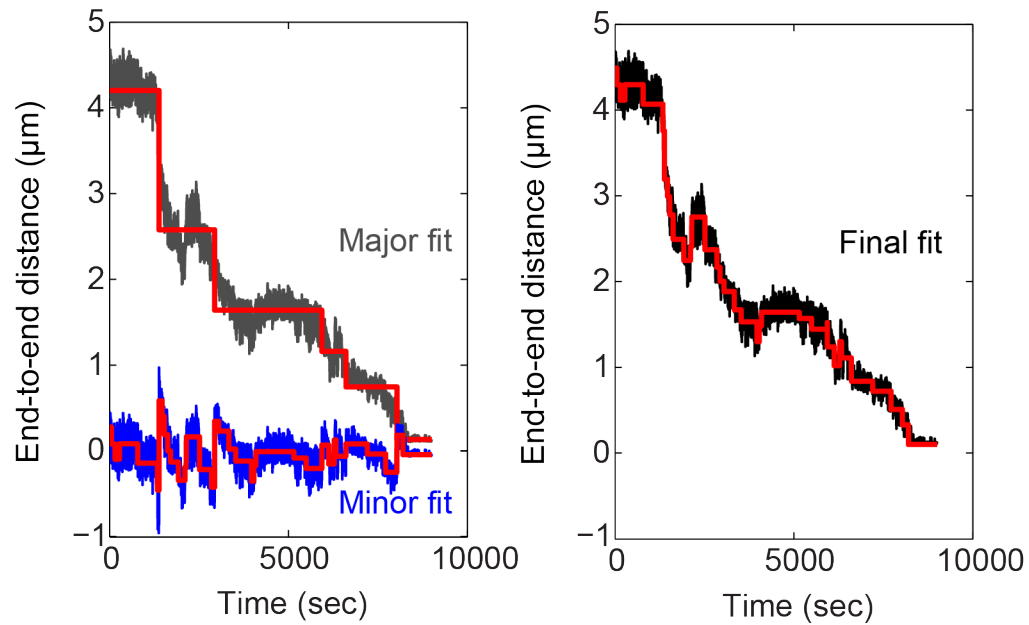 End-to-end distance (μm)
5
4
3
2
1
0
−1
Major fit
Minor fit
0
5000
10000
Time (sec)
End-to-end distance (μm)
5
4
3
2
1
0
−1
Final fit
0
5000
10000
Time (sec)